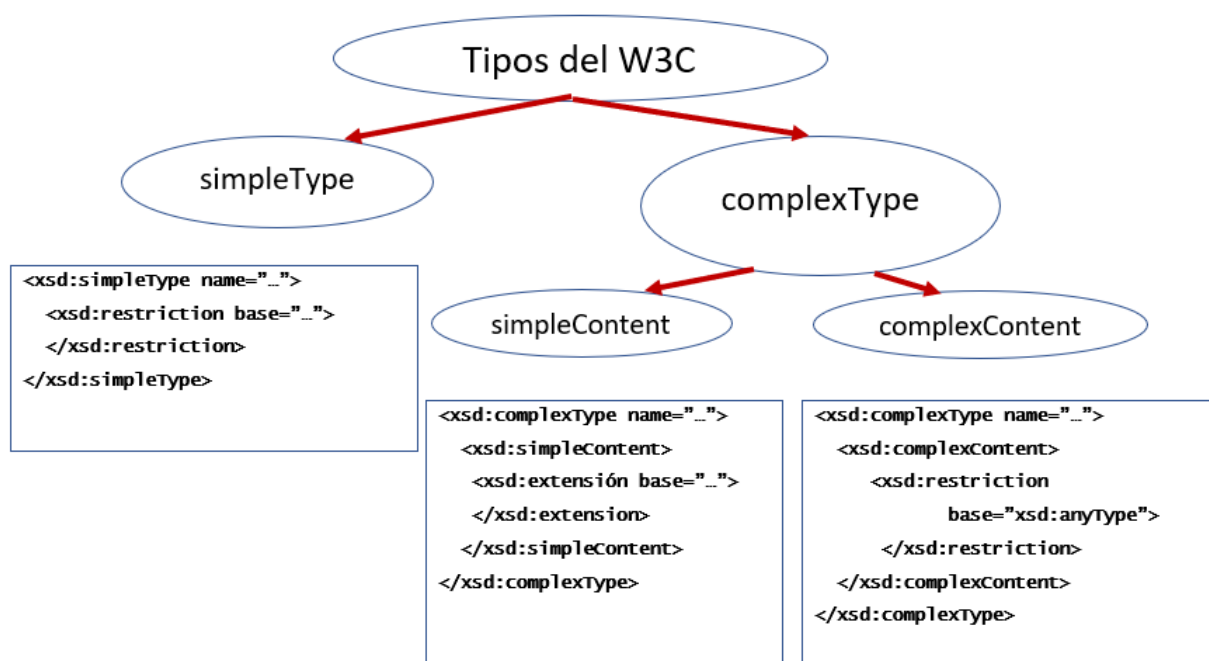 Tipos del W3C
simpleType
complexType
simpleContent
complexContent
<xsd:simpleType name=”…”>
<xsd:restriction base=”…”>
</xsd:restriction>
</xsd:simpleType>
<xsd:complexType name=”…”>
<xsd:simpleContent>
<xsd:extensión base=”…”>
</xsd:extension>
</xsd:simpleContent>
</xsd:complexType>
<xsd:complexType name=”…”>
<xsd:complexContent>
<xsd:restriction
base=”xsd:anyType”>
</xsd:restriction>
</xsd:complexContent>
</xsd:complexType>